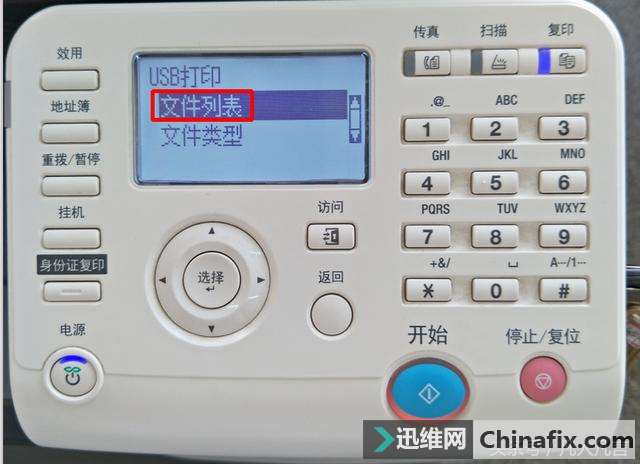 效用
地址簿
重拨/暂停
挂机
身份证复印
电源
USB打印
文件列表
文件类型
选择
访问
返回
传真 扫描 复印
.@_ ABC DEF
1 2 3
GHI JKL MNO
4 5 6
PQRS TUV WXYZ
7 8 9
+&/ ⌴ A···/1···
* 0 #
开始 停止/复位
迅维网 Chinafix.com